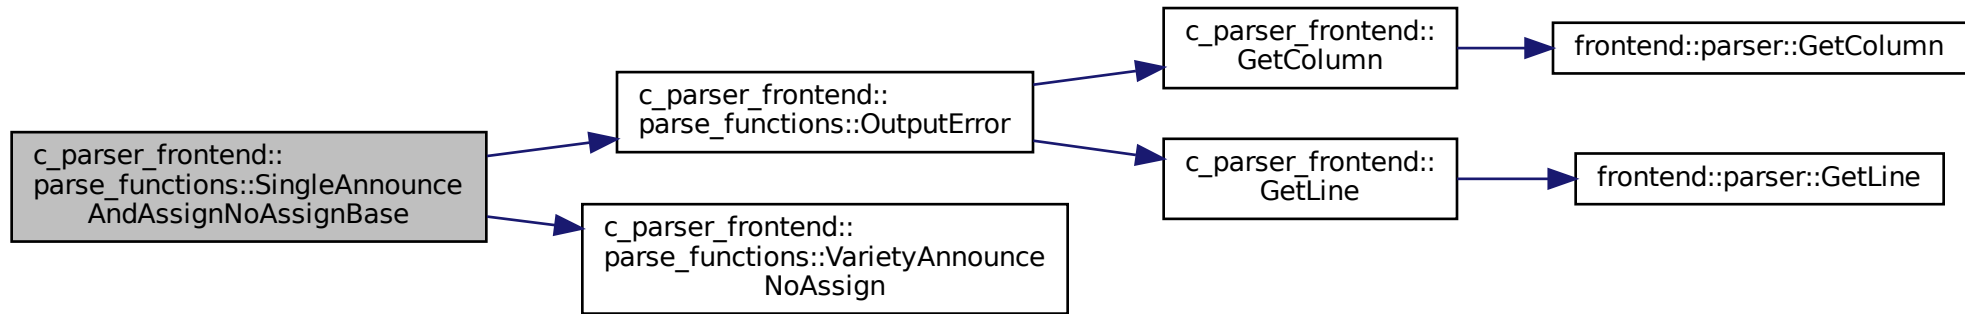 c_parser_frontend::
parse_functions::SingleAnnounce
AndAssignNoAssignBase
c_parser_frontend::
parse_functions::OutputError
c_parser_frontend::
GetColumn
frontend::parser::GetColumn
c_parser_frontend::
GetLine
frontend::parser::GetLine
c_parser_frontend::
parse_functions::VarietyAnnounce
NoAssign